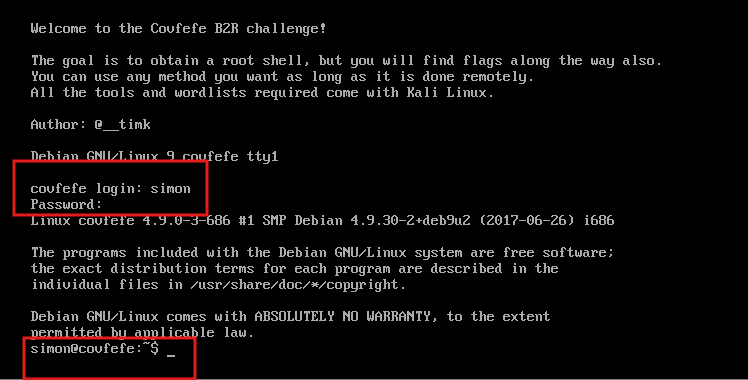 Welcome to the Covfefe B2R challenge!
The goal is to obtain a root shell, but you will find flags along the way also.
You can use any method you want as long as it is done remotely.
All the tools and wordlists required come with Kali Linux.
Author: @__timk
Debian GNU/Linux 9 covfefe tty1
covfefe login: simon
Password:
Linux covfefe 4.9.0-3-686 #1 SMP Debian 4.9.30-2+deb9u2 (2017-06-26) i686
The programs included with the Debian GNU/Linux system are free software;
the exact distribution terms for each program are described in the
individual files in /usr/share/doc/*/copyright.
Debian GNU/Linux comes with ABSOLUTELY NO WARRANTY, to the extent
permitted by applicable law.
simon@covfefe:~$ _